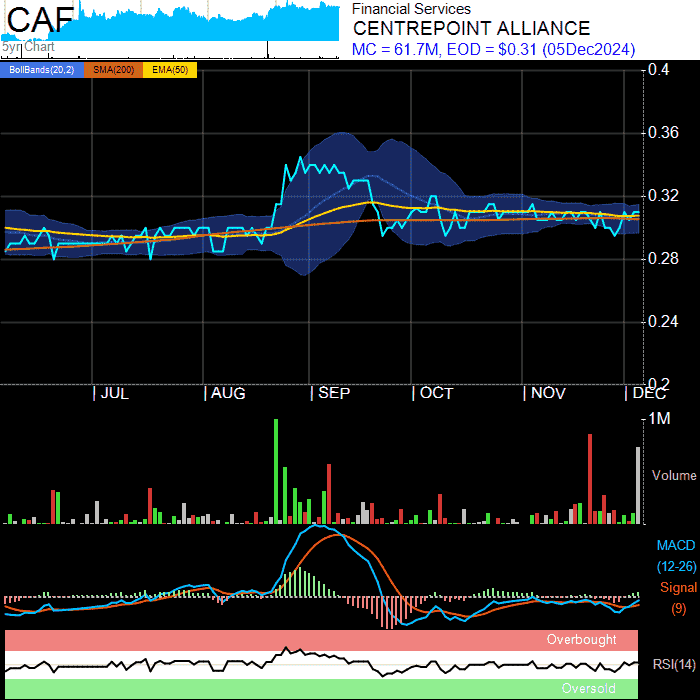 CAF
5yr Chart
Financial Services
CENTREPOINT ALLIANCE
MC = 61.7M, EOD = $0.31 (05Dec2024)
BollBands(20,2) SMA(200) EMA(50)
0.4
0.36
0.32
0.28
0.24
0.2
JUL AUG SEP OCT NOV DEC
1M
Volume
MACD
(12-26)
Signal
(9)
Overbought
RSI(14)
Oversold